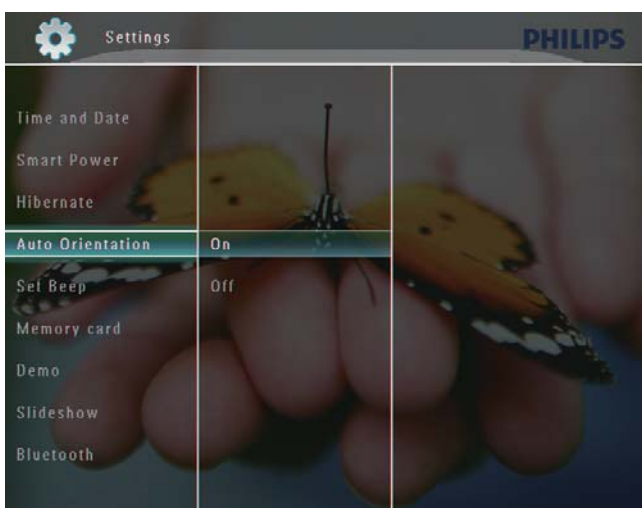 Settings
PHILIPS
Time and Date
Smart Power
Hibernate
Auto Orientation
On
Set Beep
Off
Memory card
Demo
Slideshow
Bluetooth